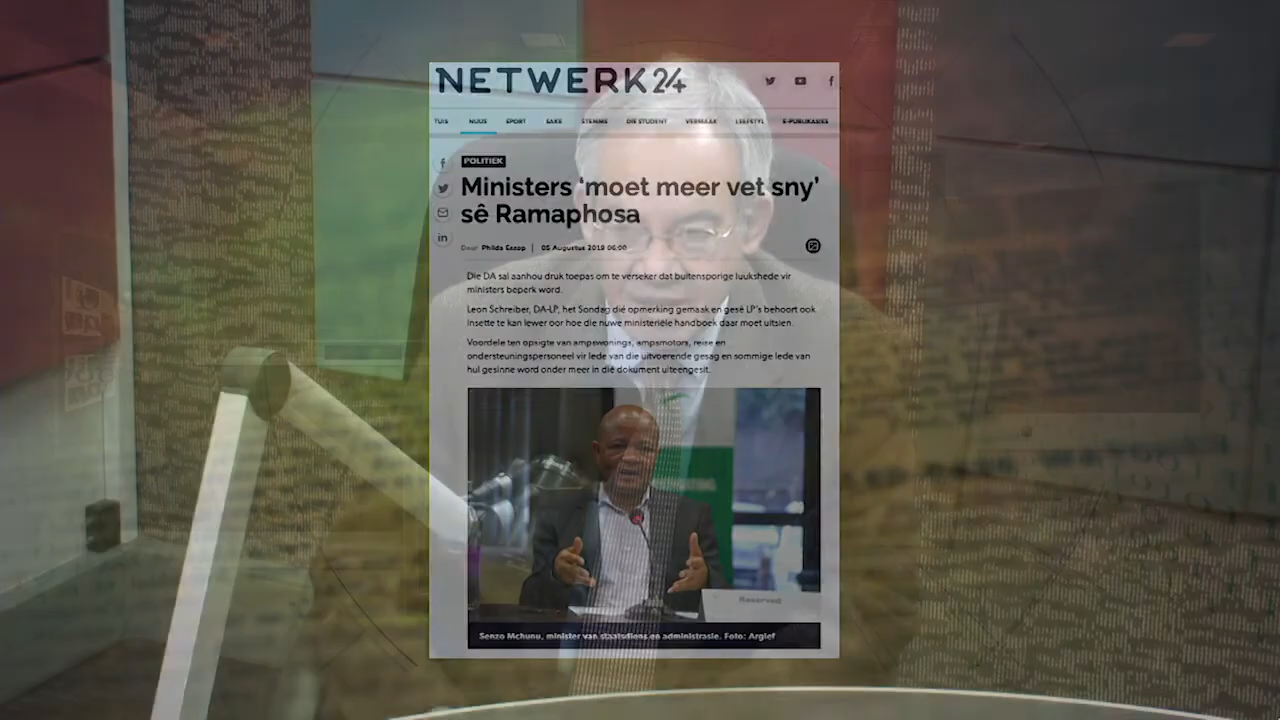 NETWERK24
TUIS NUUS SPORT SAKE STEMME DIE STUDENT VERMAAK LEEFSTYL E-PUBLIKASIES
POLITIEK
Ministers ‘moet meer vet sny’
sê Ramaphosa
Deur Philda Essop | 05 Augustus 2019 06:00
Die DA sal aanhou druk toepas om te verseker dat buitensporige luukshede vir
ministers beperk word.
Leon Schreiber, DA-LP, het Sondag dié opmerking gemaak en gesê LP’s behoort ook
insette te kan lewer oor hoe die nuwe ministeriële handboek daar moet uitsien.
Voordele ten opsigte van ampswonings, ampsmotors, reise en
ondersteuningspersoneel vir lede van die uitvoerende gesag en sommige lede van
hul gesinne word onder meer in dié dokument uiteengesit.
Reserved
Senzo Mchunu, minister van staatsdiens en administrasie. Foto: Argief